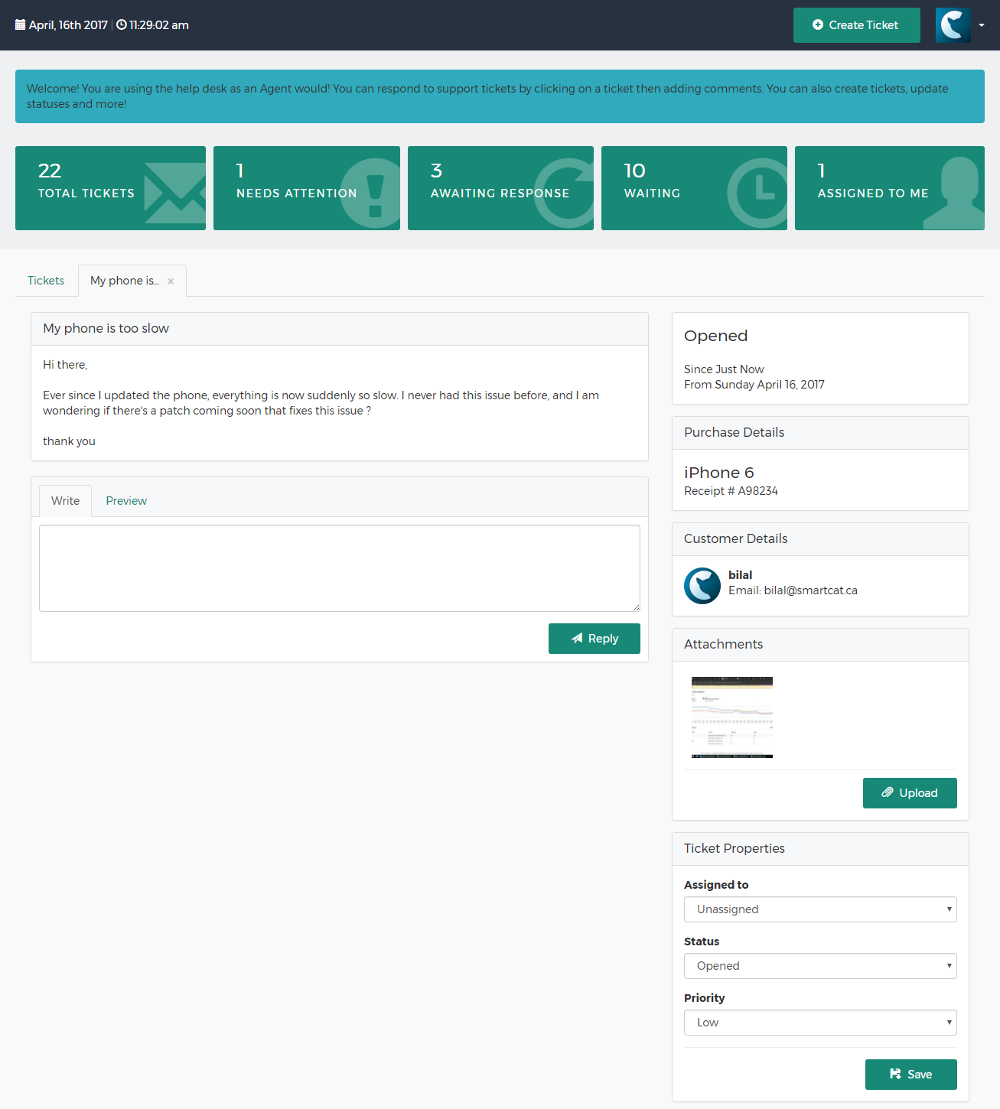 April, 16th 2017 | 11:29:02 am
Create Ticket
Welcome! You are using the help desk as an Agent would! You can respond to support tickets by clicking on a ticket then adding comments. You can also create tickets, update
statuses and more!
22
TOTAL TICKETS
1
NEEDS ATTENTION
3
AWAITING RESPONSE
10
WAITING
1
ASSIGNED TO ME
Tickets
My phone is... ×
My phone is too slow
Hi there,
Ever since I updated the phone, everything is now suddenly so slow. I never had this issue before, and I am
wondering if there's a patch coming soon that fixes this issue ?
thank you
Write
Preview
Reply
Opened
Since Just Now
From Sunday April 16, 2017
Purchase Details
iPhone 6
Receipt # A98234
Customer Details
bilal
Email: bilal@smartcat.ca
Attachments
Upload
Ticket Properties
Assigned to
Unassigned
Status
Opened
Priority
Low
Save